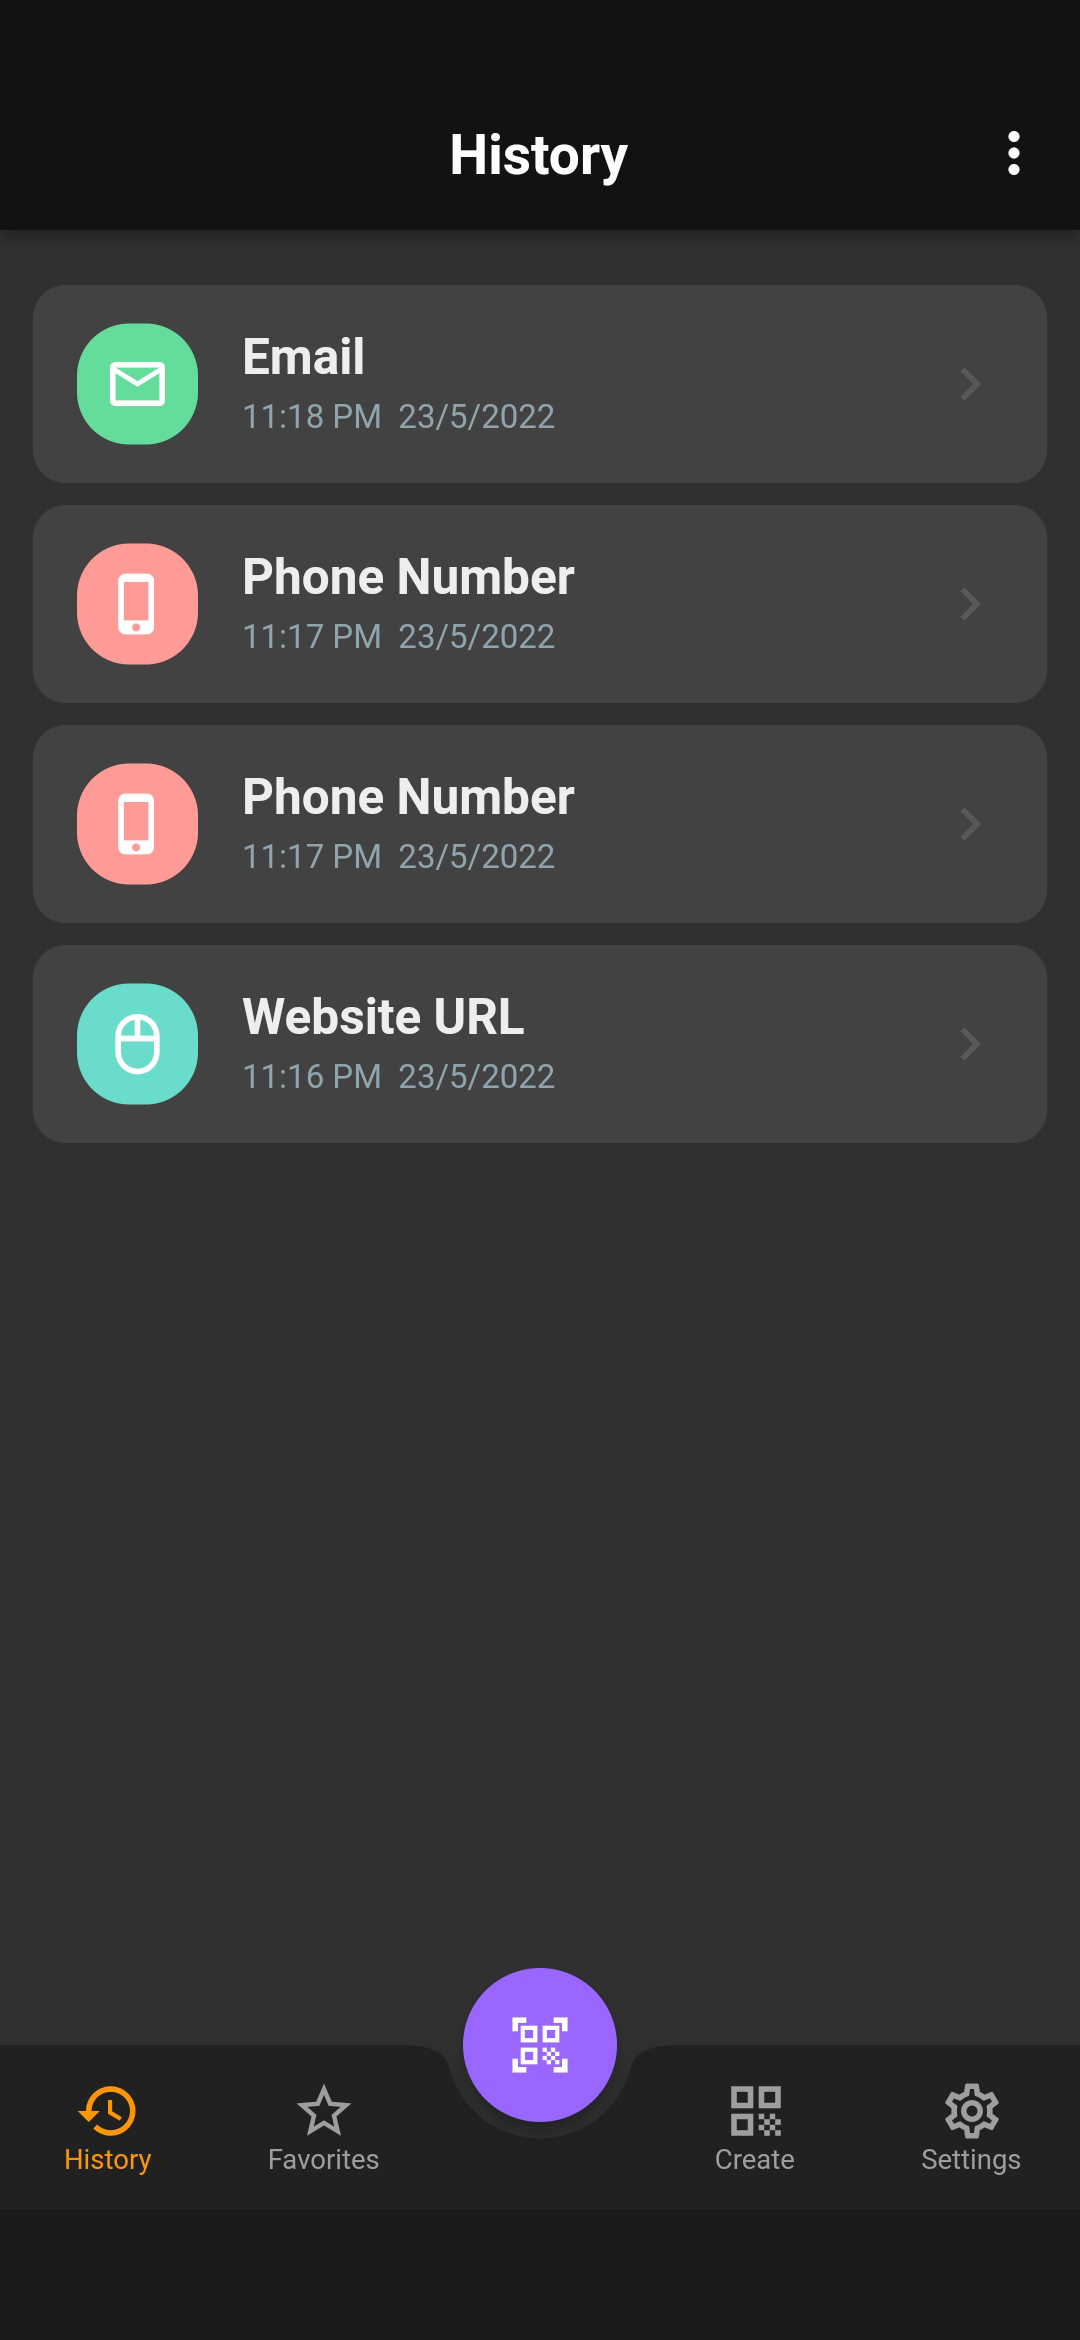 History
Email
11:18 PM 23/5/2022
Phone Number
11:17 PM 23/5/2022
Phone Number
11:17 PM 23/5/2022
Website URL
11:16 PM 23/5/2022
History
Favorites
Create
Settings